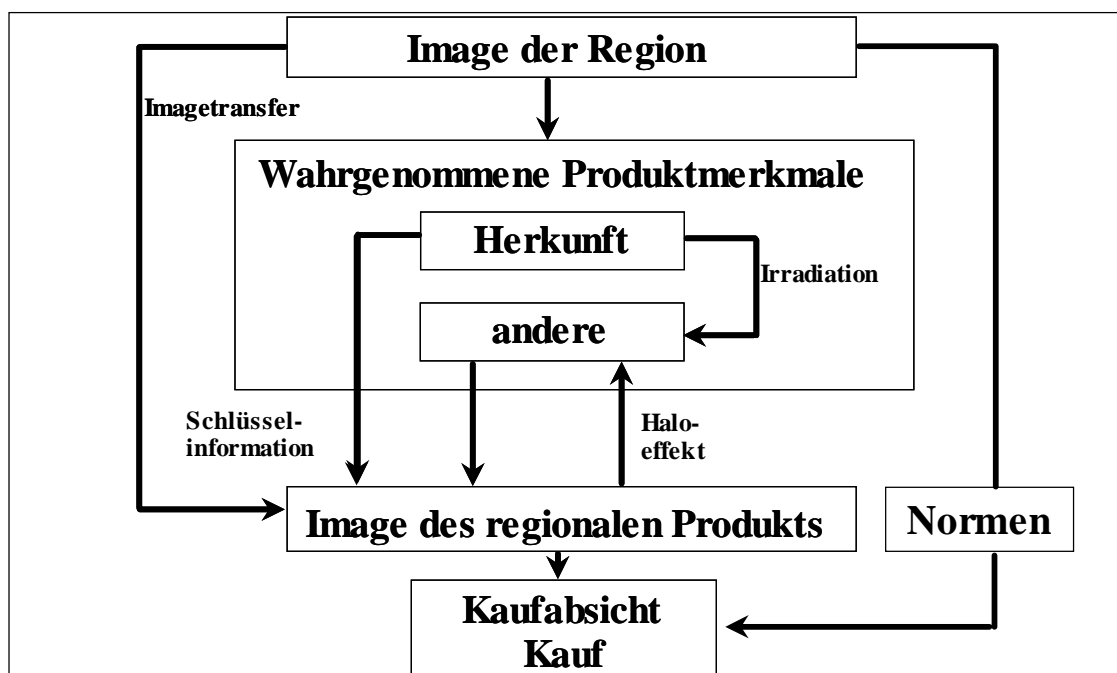 Image der Region
Imagetransfer
Wahrgenommene Produktmerkmale
Herkunft
Irradiation
andere
Schlüssel-
information
Halo-
effekt
Image des regionalen Produkts
Normen
Kaufabsicht
Kauf